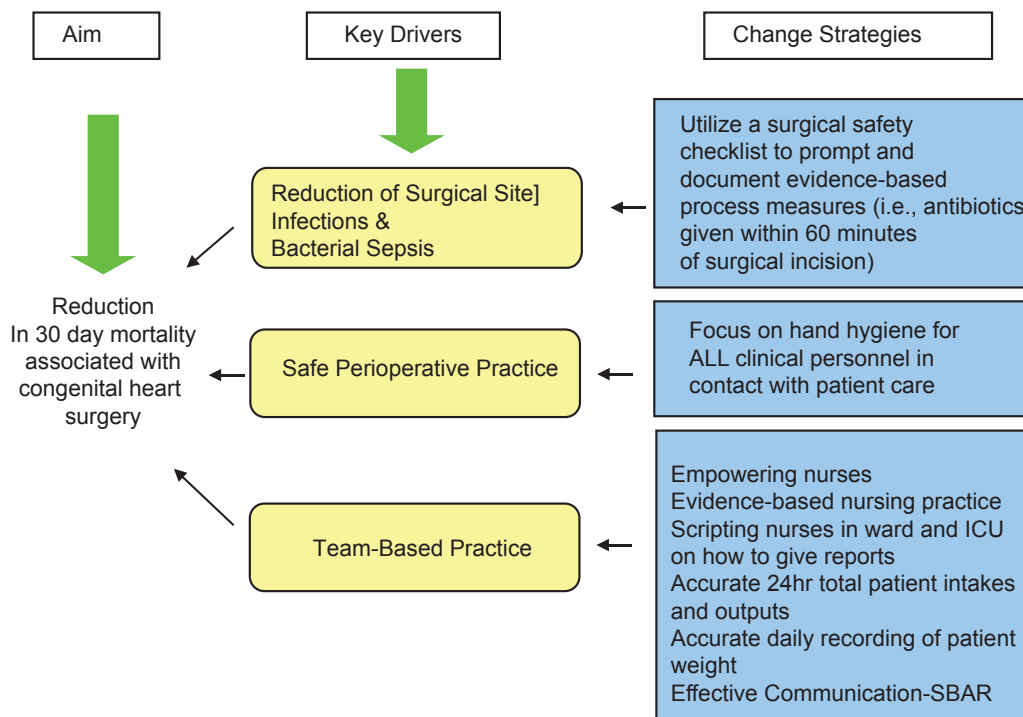 Aim
Key Drivers
Change Strategies
Reduction of Surgical Site]
Infections &
Bacterial Sepsis
Utilize a surgical safety
checklist to prompt and
document evidence-based
process measures (i.e., antibiotics
given within 60 minutes
of surgical incision)
Reduction
In 30 day mortality
associated with
congenital heart
surgery
Safe Perioperative Practice
Focus on hand hygiene for
ALL clinical personnel in
contact with patient care
Team-Based Practice
Empowering nurses
Evidence-based nursing practice
Scripting nurses in ward and ICU
on how to give reports
Accurate 24hr total patient intakes
and outputs
Accurate daily recording of patient
weight
Effective Communication-SBAR